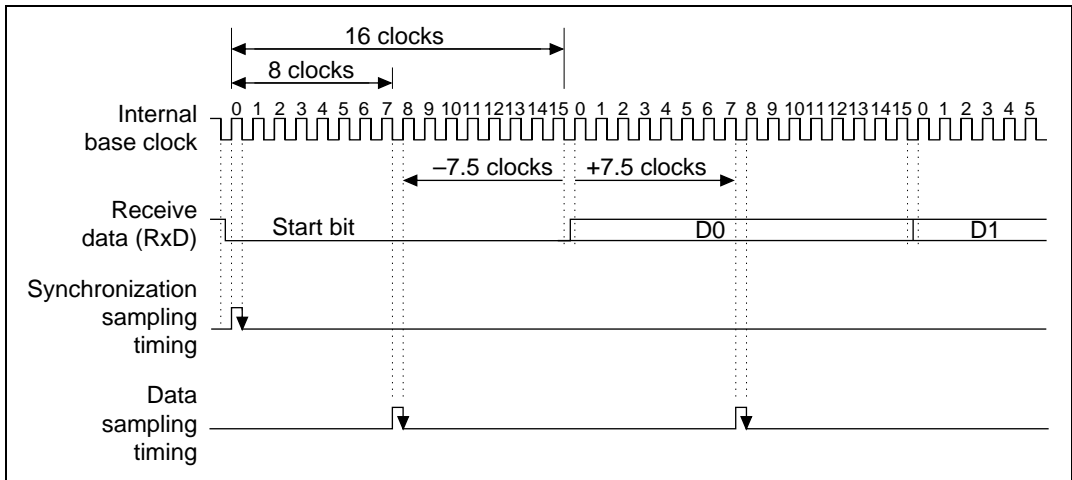 16 clocks
8 clocks
Internal
base clock
0 1 2 3 4 5 6 7 8 9 10 11 12 13 14 15 0 1 2 3 4 5 6 7 8 9 10 11 12 13 14 15 0 1 2 3 4 5
–7.5 clocks +7.5 clocks
Receive
data (RxD)
Start bit D0 D1
Synchronization
sampling
timing
Data
sampling
timing